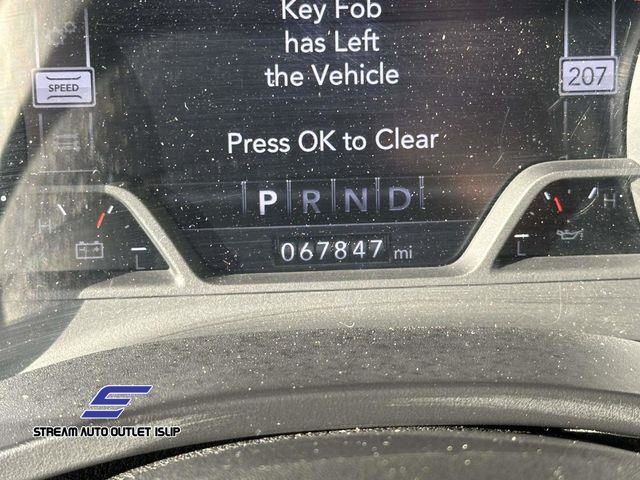 Key Fob
has Left
the Vehicle
SPEED
207
Press OK to Clear
P R N D
H
H
L
067847 mi
L
STREAM AUTO OUTLET ISLIP